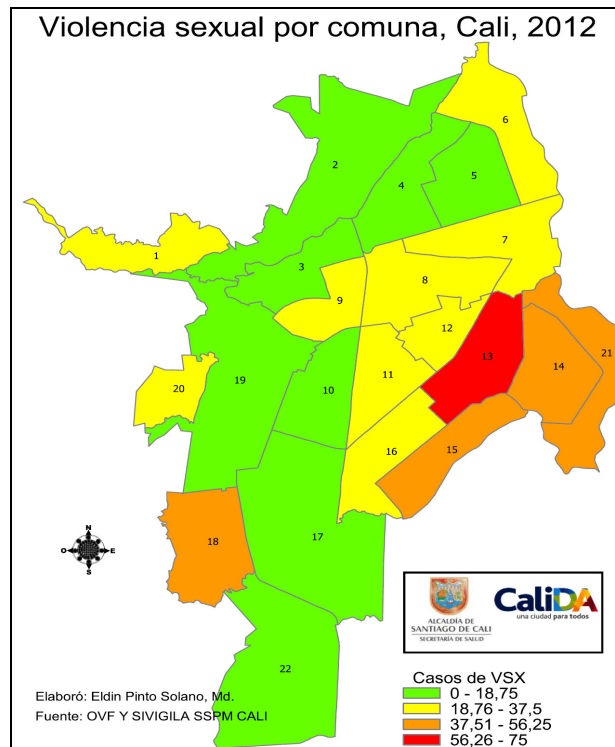 Violencia sexual por comuna, Cali, 2012
6
2
4
5
7
1
3
8
9
12
13
14
21
11
20
19
10
16
15
17
18
N
O
E
S
22
ALCALDÍA DE
SANTIAGO DE CALI
SECRETARÍA DE SALUD
CaliDA
una ciudad para todos
Elaboró: Eldin Pinto Solano, Md.
Fuente: OVF Y SIVIGILA SSPM CALI
Casos de VSX
0 - 18,75
18,76 - 37,5
37,51 - 56,25
56,26 - 75